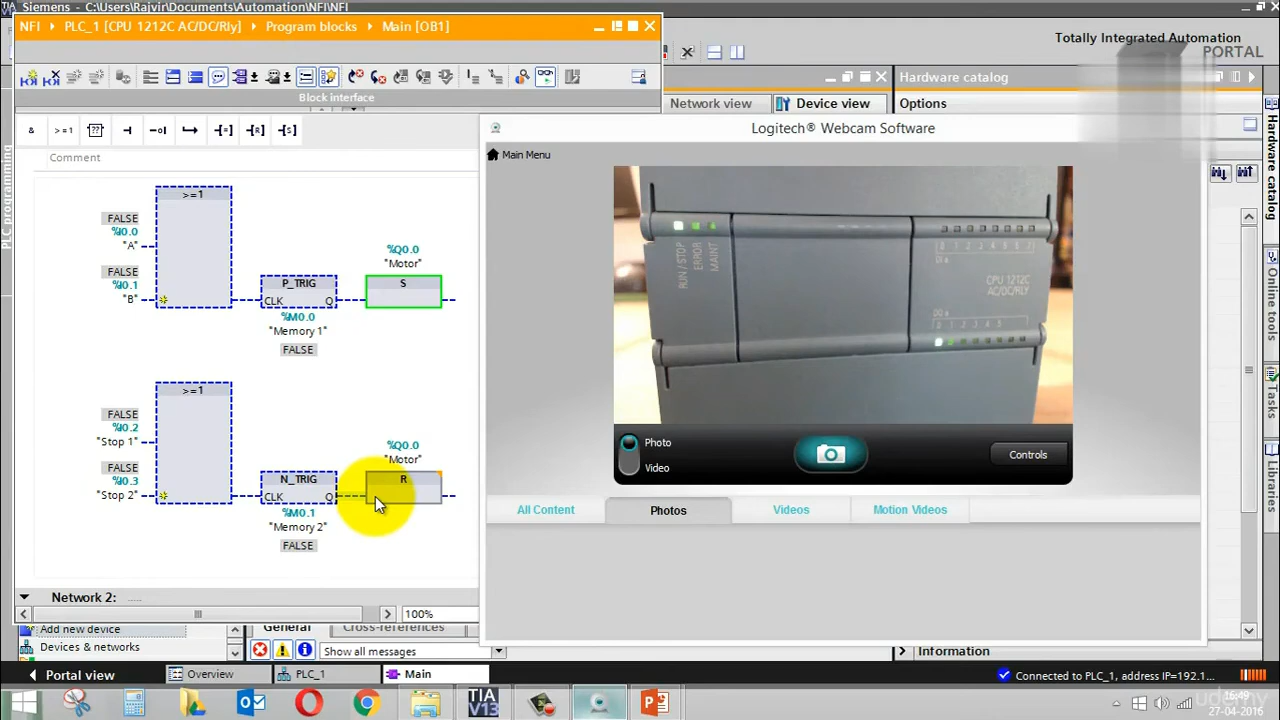 Siemens - C:\Users\Rajvir\Documents\Automation\NFI\NFI
NFI PLC_1 [CPU 1212C AC/DC/Rly] Program blocks Main [OB1]
Totally Integrated Automation
PORTAL
Block interface
Network view
Device view
Hardware catalog
Options
& >=1 ?? -| -o| -[=] -[R] -[S]
Comment
Logitech® Webcam Software
Main Menu
>=1
FALSE
%I0.0
"A"
FALSE
%I0.1
"B"
P_TRIG
CLK Q
%M0.0
"Memory 1"
FALSE
%Q0.0
"Motor"
S
>=1
FALSE
%I0.2
"Stop 1"
FALSE
%I0.3
"Stop 2"
N_TRIG
CLK Q
%M0.1
"Memory 2"
FALSE
%Q0.0
"Motor"
R
RUN / STOP
ERROR
MAINT
CPU 1212C
AC/DC/RLY
Photo
Video
Controls
All Content
Photos
Videos
Motion Videos
Network 2: .....
100%
Add new device
Devices & networks
General
Cross-references
Show all messages
Information
PLC programming
Hardware catalog
Online tools
Tasks
Portal view
Overview
PLC_1
Main
Connected to PLC_1, address IP=192.1...
TIA
V13
16:49
27-04-2016
udemy